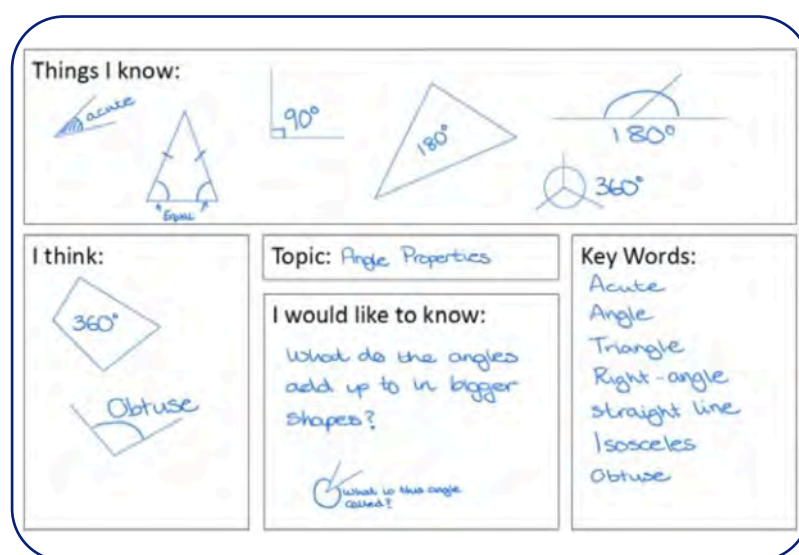 Things I know:
acute
Equal
90°
180°
180°
360°
I think:
360°
Obtuse
Topic: Angle Properties
I would like to know:
What do the angles
add up to in bigger
shapes?
What is this angle
called?
Key Words:
Acute
Angle
Triangle
Right-angle
straight line
Isosceles
Obtuse